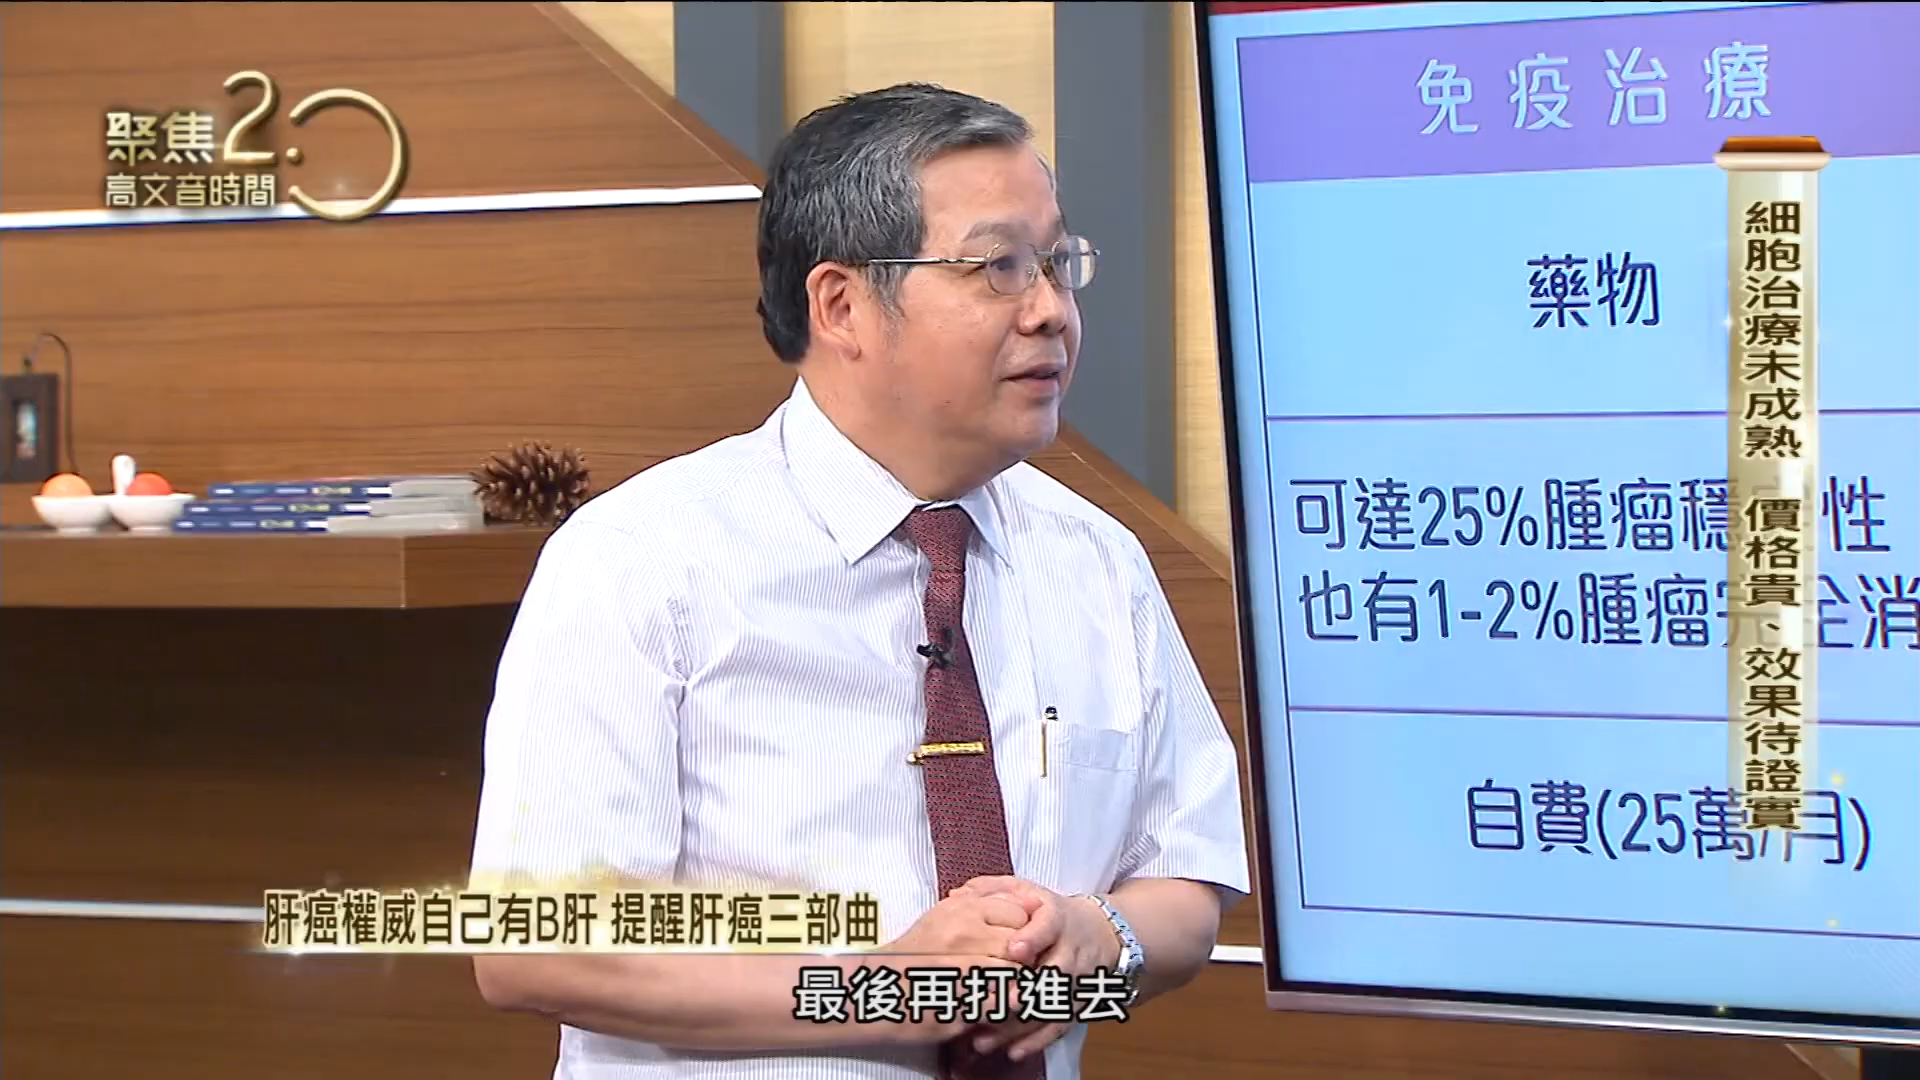 聚焦2.0
高文音時間
免疫治療
藥物
可達25%腫瘤穩 性
也有1-2%腫瘤完全消
自費(25萬/月)
細胞治療未成熟 價格貴、效果待證實
肝癌權威自己有B肝 提醒肝癌三部曲
最後再打進去